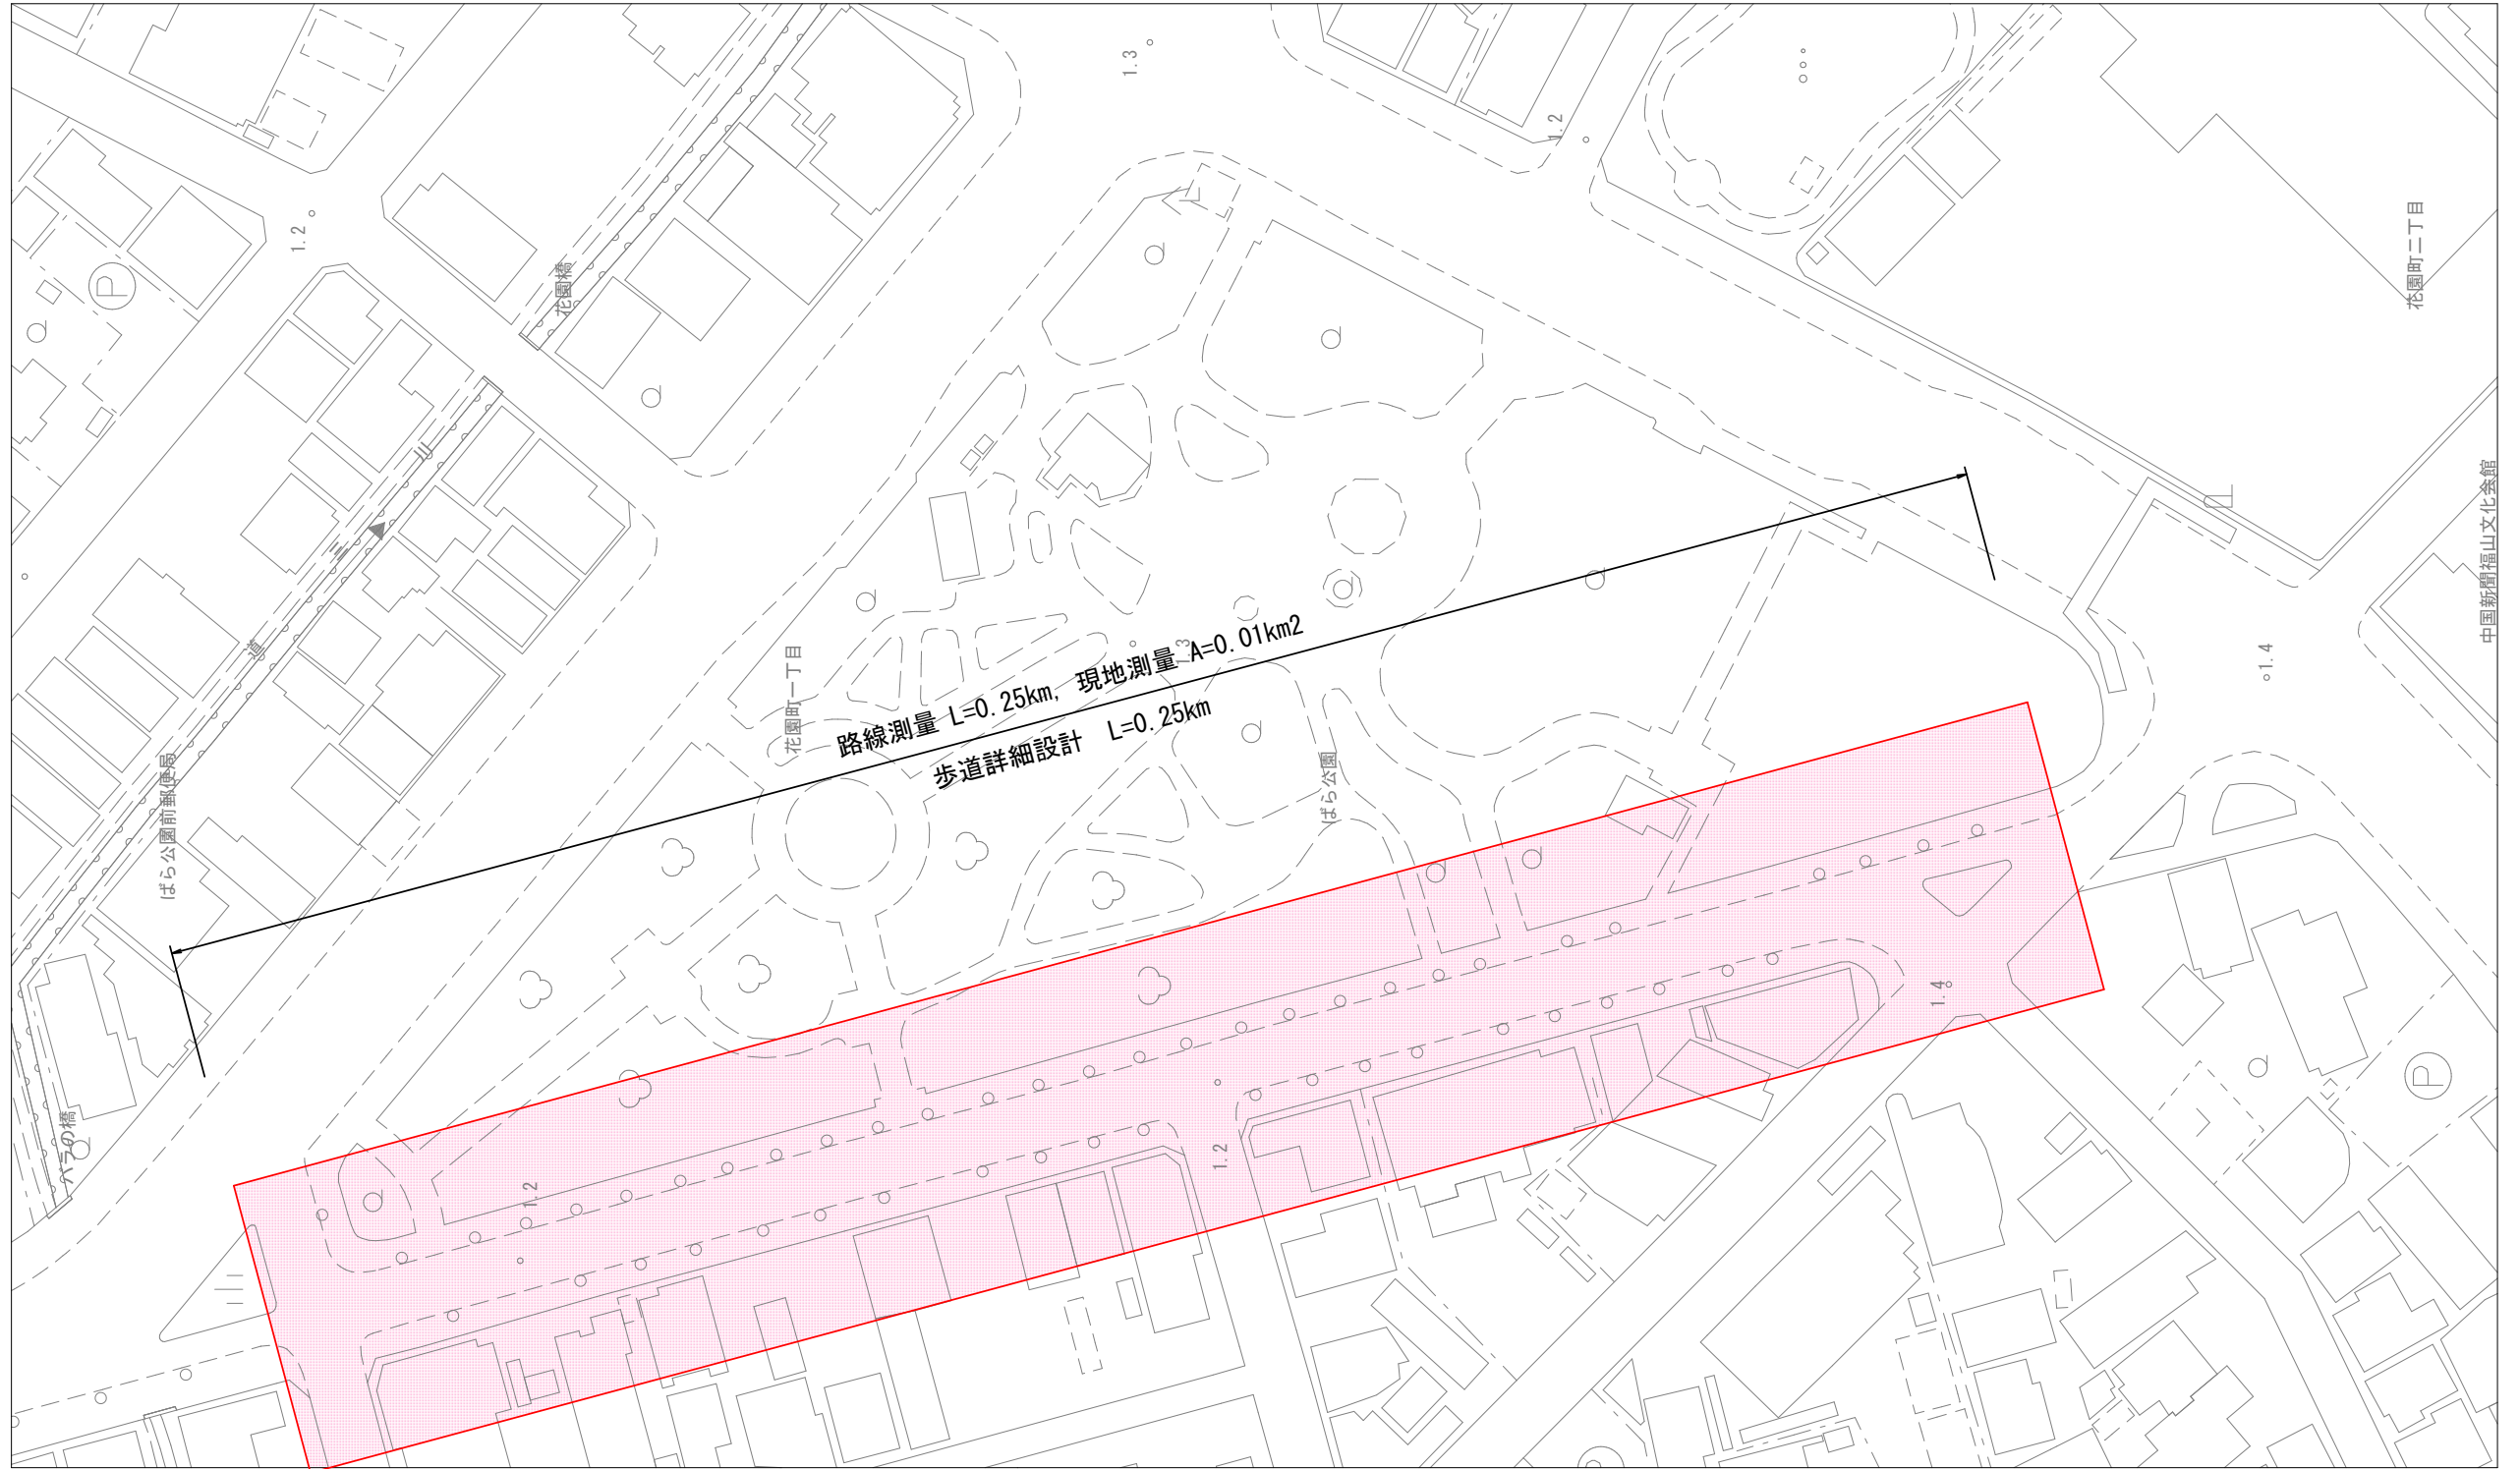 1.3
1.2
1.2
花園橋
花園町二丁目
P
中国新聞福山文化会館
道
三
川
花園町一丁目
1.3
路線測量 L=0.25km, 現地測量 A=0.01km2
歩道詳細設計 L=0.25km
1.4
ばら公園前郵便局
ばら公園
1.4
バラの橋
1.2
1.2
P